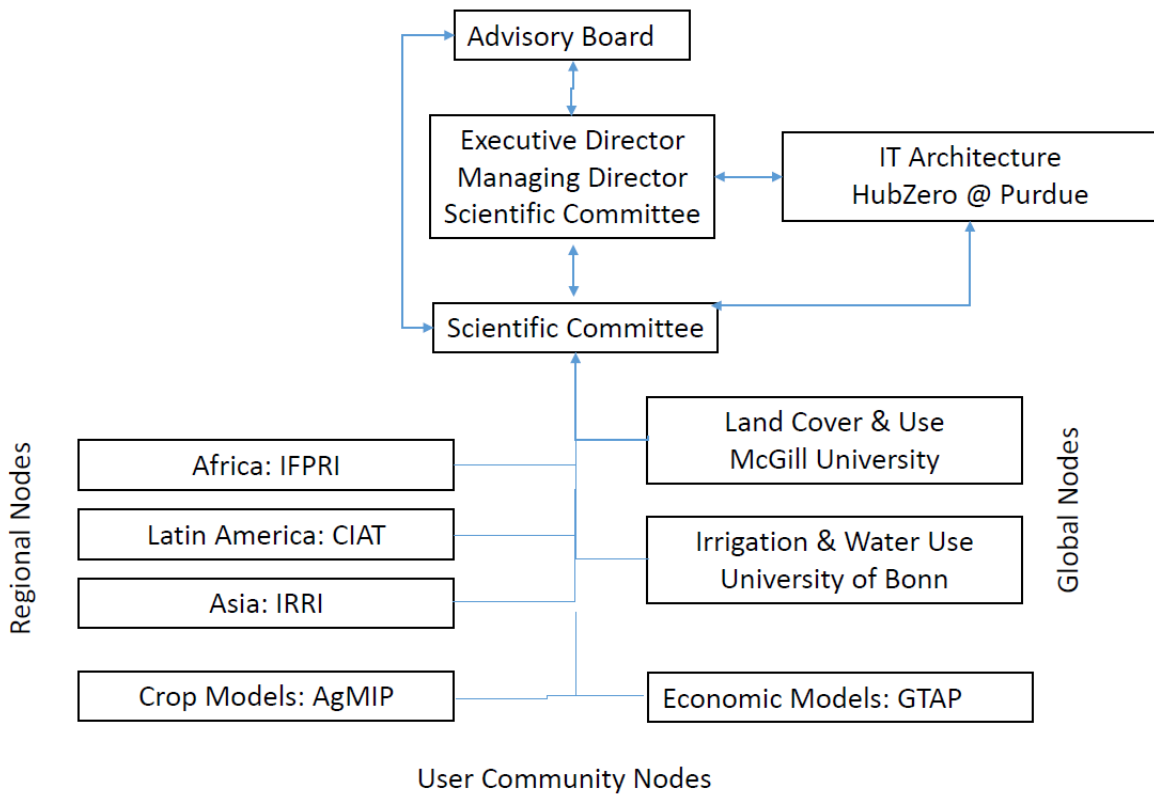 Advisory Board
Executive Director
Managing Director
Scientific Committee
IT Architecture
HubZero @ Purdue
Scientific Committee
Regional Nodes
Africa: IFPRI
Latin America: CIAT
Asia: IRRI
Land Cover & Use
McGill University
Irrigation & Water Use
University of Bonn
Global Nodes
Crop Models: AgMIP
Economic Models: GTAP
User Community Nodes